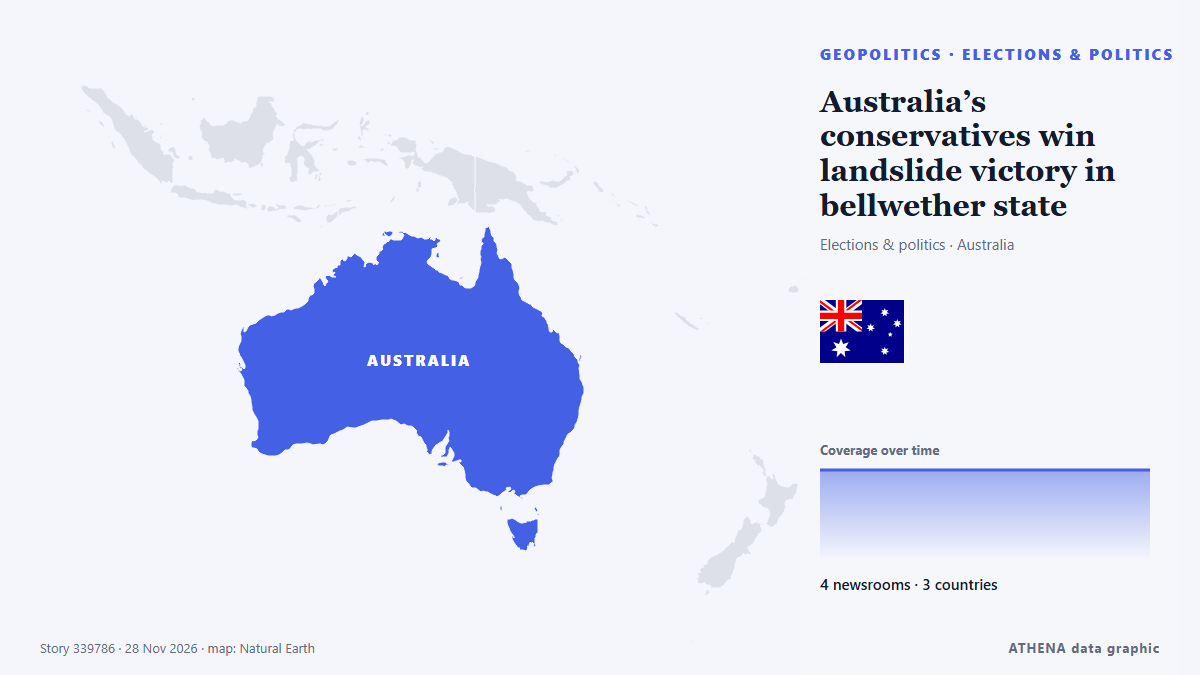 GEOPOLITICS · ELECTIONS & POLITICS
Australia’s
conservatives win
landslide victory in
bellwether state
Elections & politics · Australia
AUSTRALIA
Coverage over time
4 newsrooms · 3 countries
Story 339786 · 28 Nov 2026 · map: Natural Earth
ATHENA data graphic